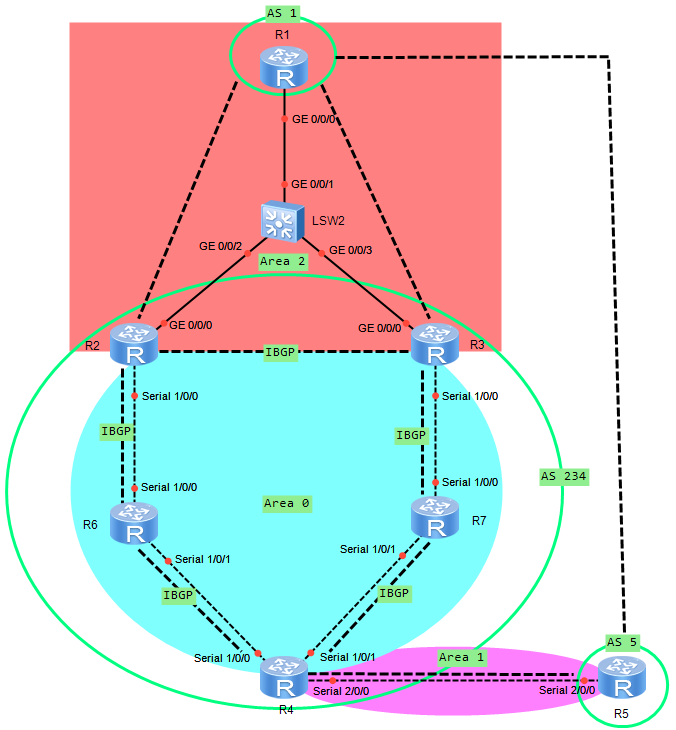 AS 1
R1
GE 0/0/0
GE 0/0/1
LSW2
GE 0/0/2
GE 0/0/3
Area 2
GE 0/0/0
GE 0/0/0
R2
R3
IBGP
Serial 1/0/0
Serial 1/0/0
IBGP
IBGP
AS 234
Serial 1/0/0
Serial 1/0/0
Area 0
R6
R7
Serial 1/0/1
Serial 1/0/1
IBGP
IBGP
AS 5
Serial 1/0/0
Serial 1/0/1
Area 1
Serial 2/0/0
Serial 2/0/0
R4
R5
R
R
R
R
R
R
R